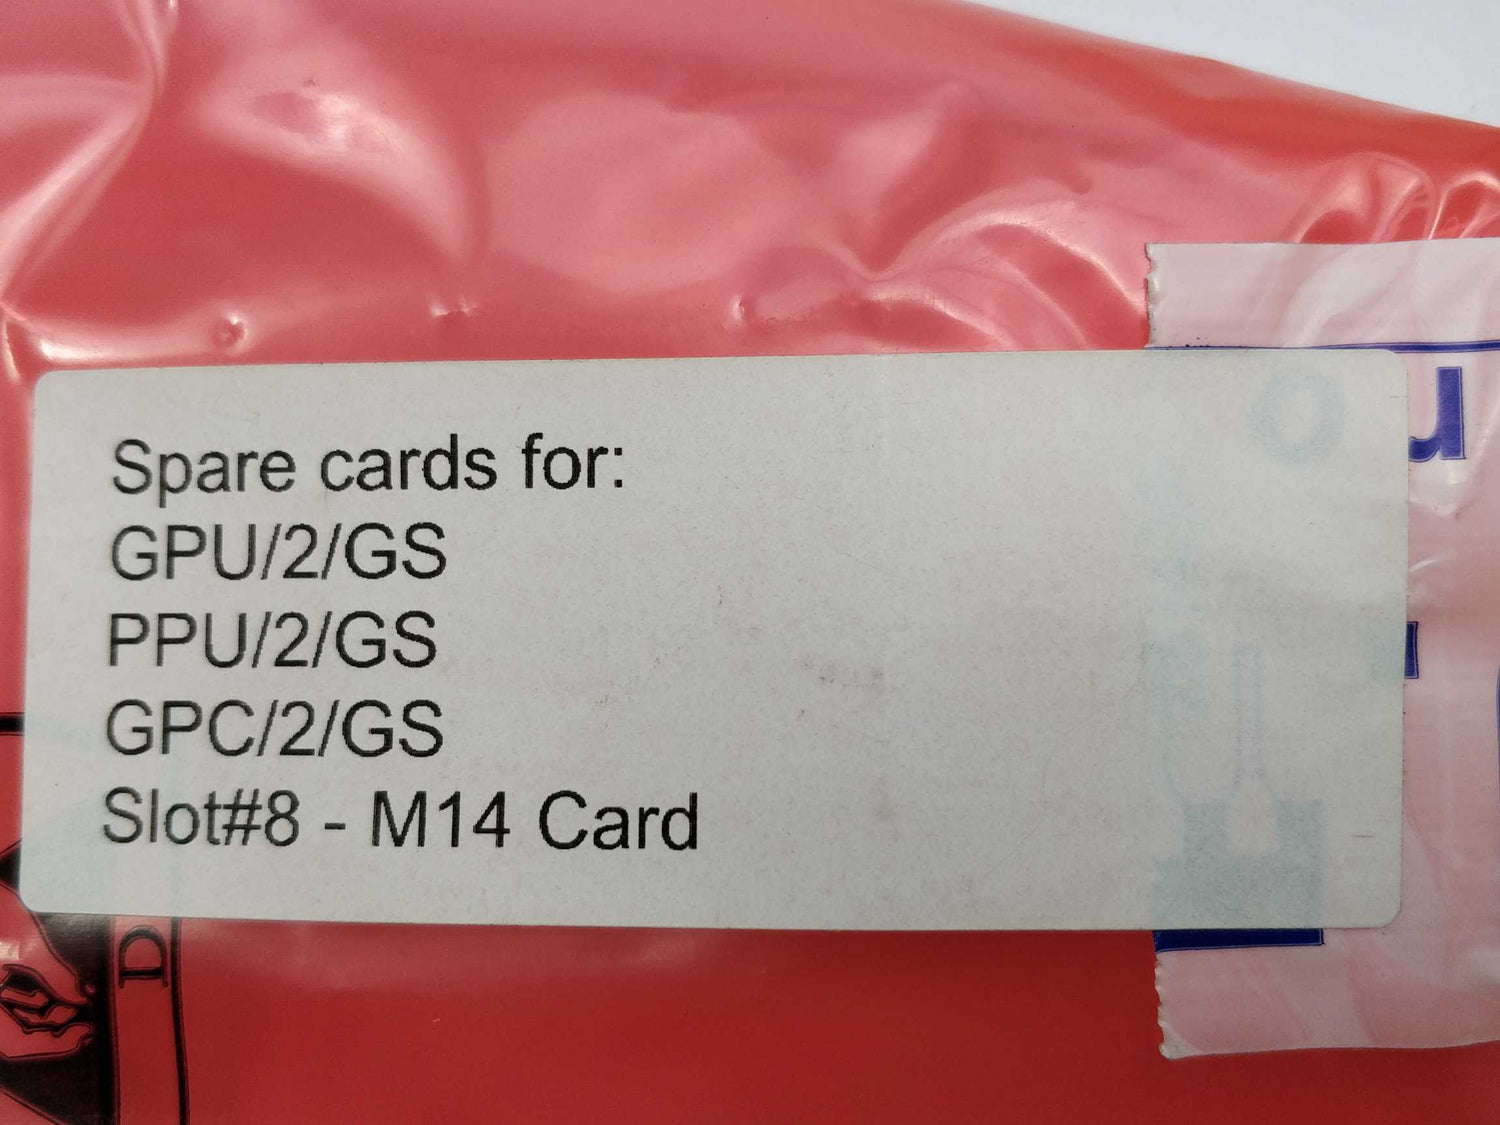 Spare cards for:
GPU/2/GS
PPU/2/GS
GPC/2/GS
Slot#8 - M14 Card